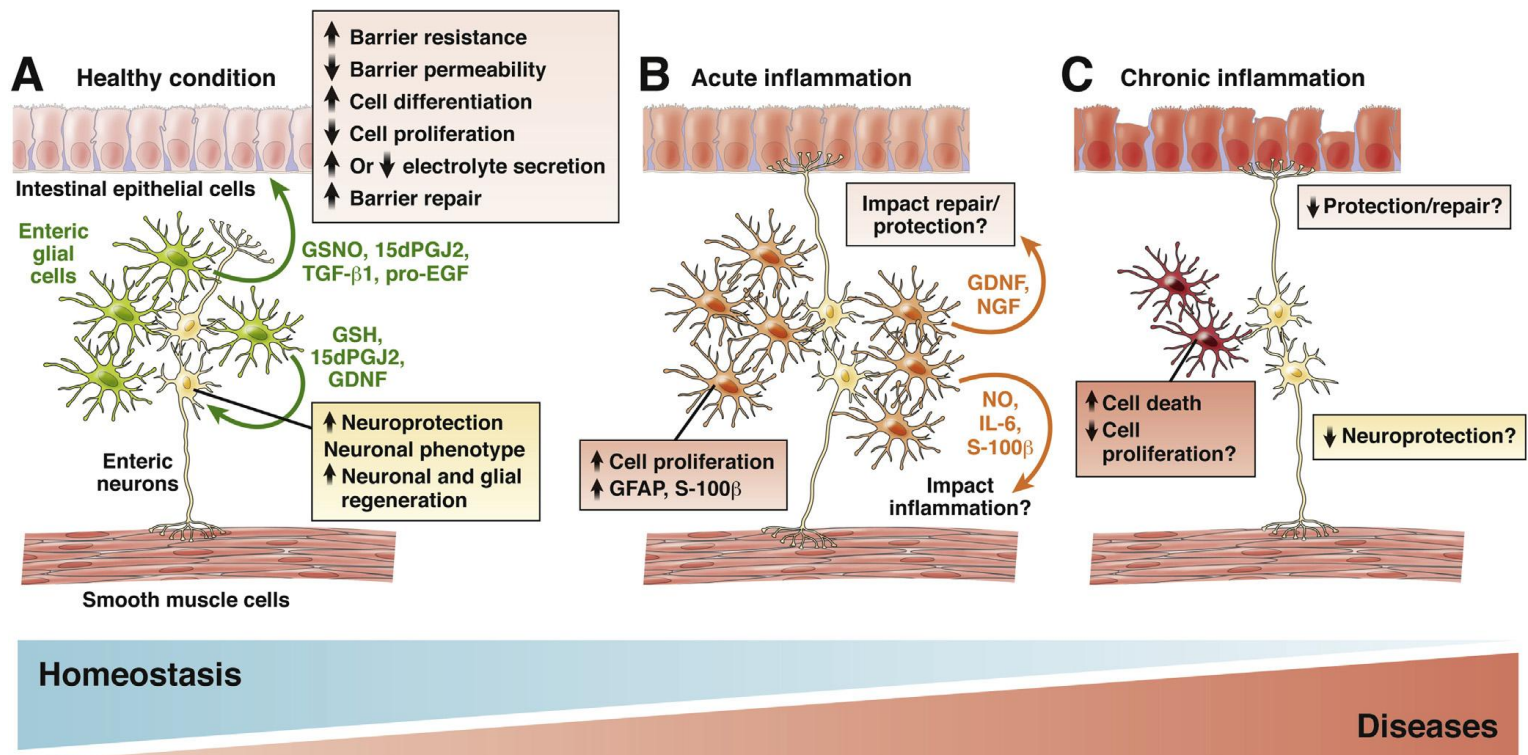 A Healthy condition
↑ Barrier resistance
↓ Barrier permeability
↑ Cell differentiation
↓ Cell proliferation
↑ Or ↓ electrolyte secretion
↑ Barrier repair
Intestinal epithelial cells
Enteric
glial
cells
GSNO, 15dPGJ2,
TGF-β1, pro-EGF
GSH,
15dPGJ2,
GDNF
↑ Neuroprotection
Neuronal phenotype
↑ Neuronal and glial
regeneration
Enteric
neurons
Smooth muscle cells
B Acute inflammation
Impact repair/
protection?
GDNF,
NGF
NO,
IL-6,
S-100β
↑ Cell proliferation
↑ GFAP, S-100β
Impact
inflammation?
C Chronic inflammation
↓ Protection/repair?
↑ Cell death
↓ Cell
proliferation?
↓ Neuroprotection?
Homeostasis
Diseases